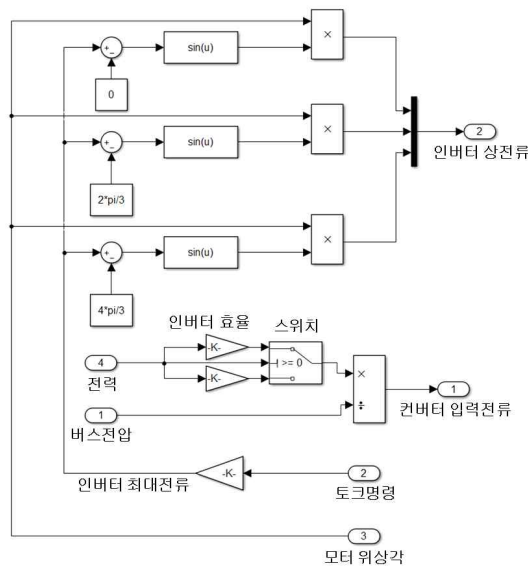 sin(u)
×
0
2
인버터 상전류
sin(u)
×
2*pi/3
sin(u)
×
4*pi/3
인버터 효율
스위치
-K-
4
>= 0
전력
-K-
×
÷
1
컨버터 입력전류
1
버스전압
-K-
인버터 최대전류
2
토크명령
3
모터 위상각